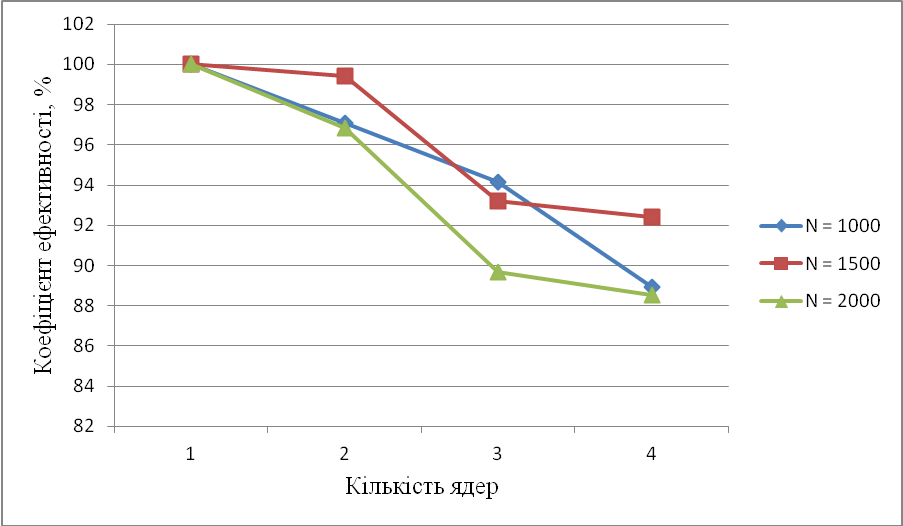 102
100
98
96
94
92
90
88
86
84
82
Коефіцієнт ефективності, %
1 2 3 4
Кількість ядер
N = 1000
N = 1500
N = 2000